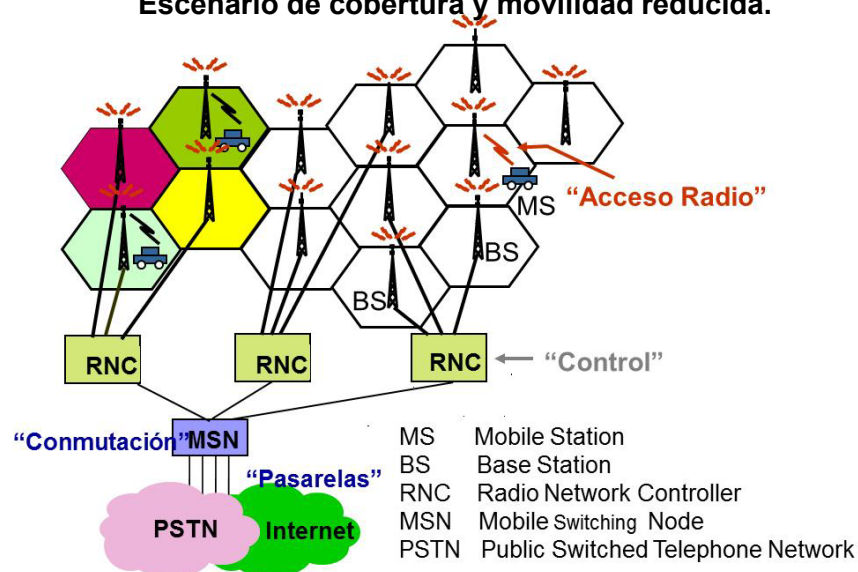 Escenario de cobertura y movilidad reducida.
“Acceso Radio”
MS
BS
BS
RNC
RNC
RNC
“Control”
“Conmutación”
MSN
“Pasarelas”
PSTN
Internet
MS Mobile Station
BS Base Station
RNC Radio Network Controller
MSN Mobile Switching Node
PSTN Public Switched Telephone Network